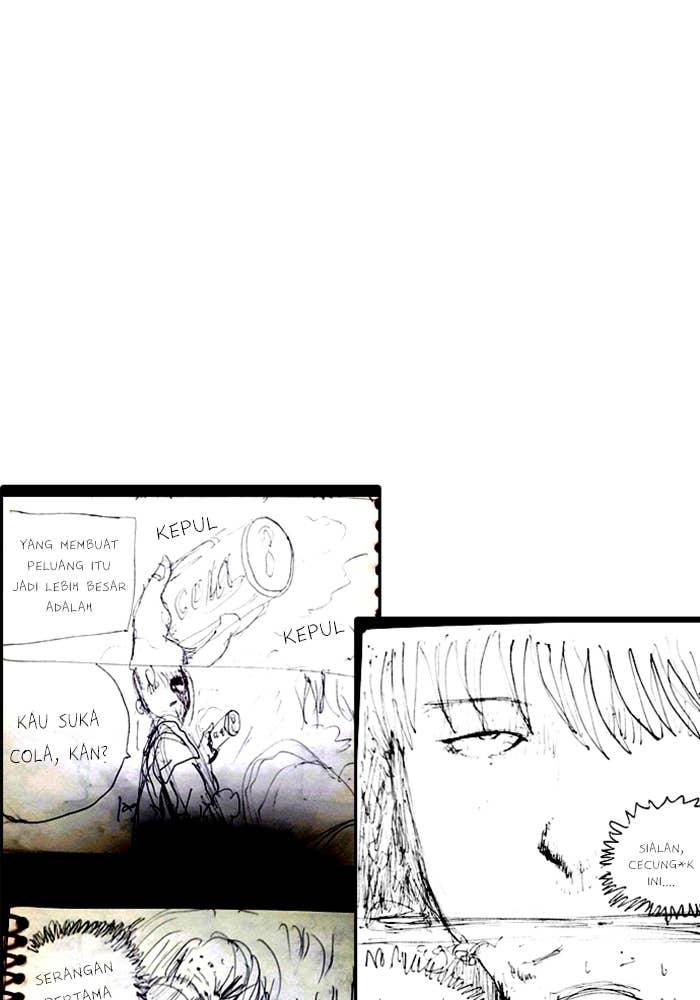 KEPUL
YANG MEMBUAT
PELUANG ITU
JADI LEBIH BESAR
ADALAH
COLA
KEPUL
KAU SUKA
COLA, KAN?
SIALAN,
CECUNG*K
INI....
SERANGAN
PERTAMA